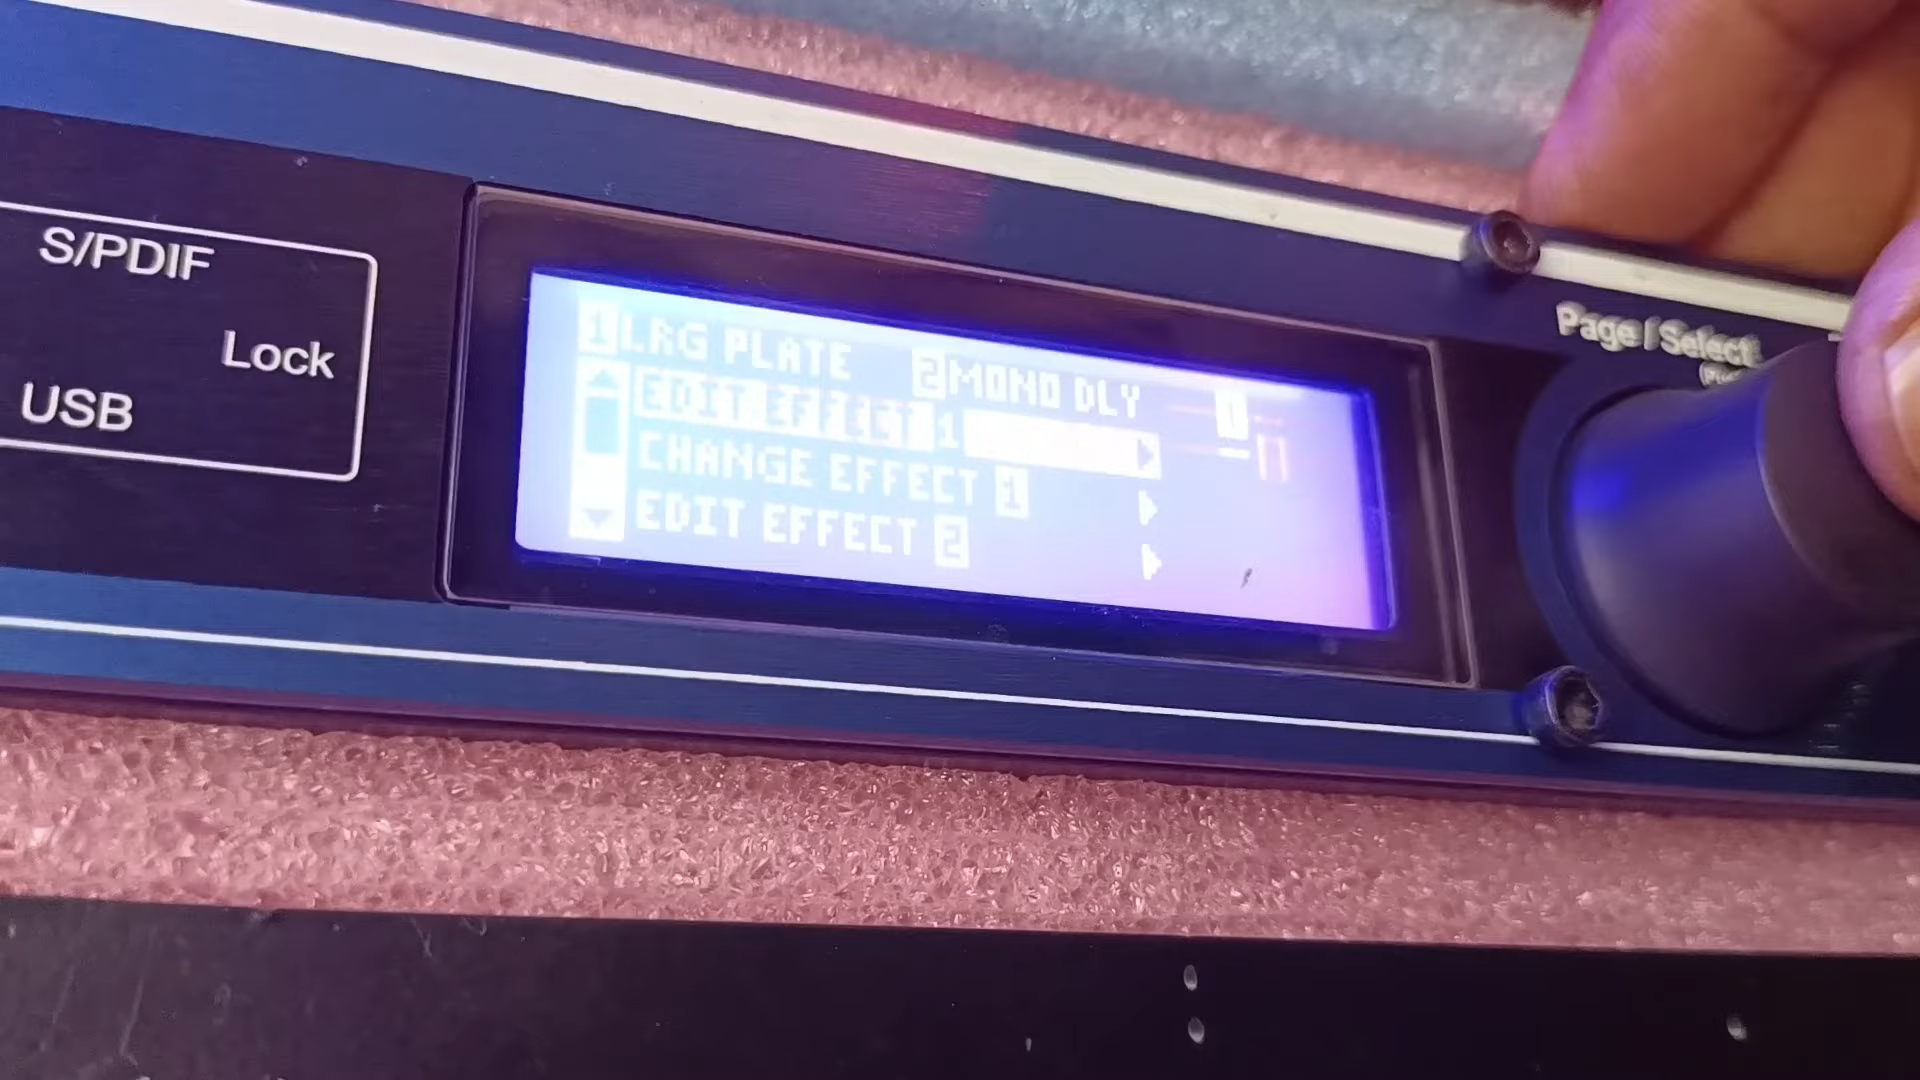 S/PDIF
Lock
USB
1 LRG PLATE 2 MONO DLY
EDIT EFFECT 1
CHANGE EFFECT 1
EDIT EFFECT 2
Page / Select